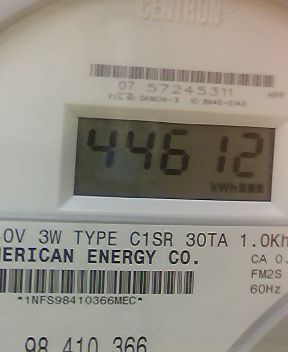 CENTRON
07 57245311
44612
kWh
0V 3W TYPE C1SR 30TA 1.0Kh
MERICAN ENERGY CO.
CA 0.
FM2S
*1NFS98410366MEC*
60Hz
98 410 366